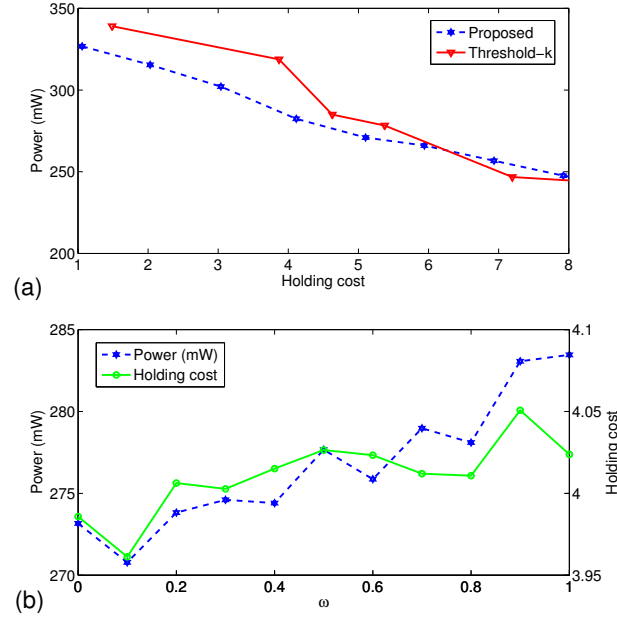 350
300
250
200
Power (mW)
1 2 3 4 5 6 7 8
Holding cost
Proposed
Threshold−k
(a)
285
280
275
270
Power (mW)
4.1
4.05
4
3.95
Holding cost
0 0.2 0.4 0.6 0.8 1
ω
Power (mW)
Holding cost
(b)